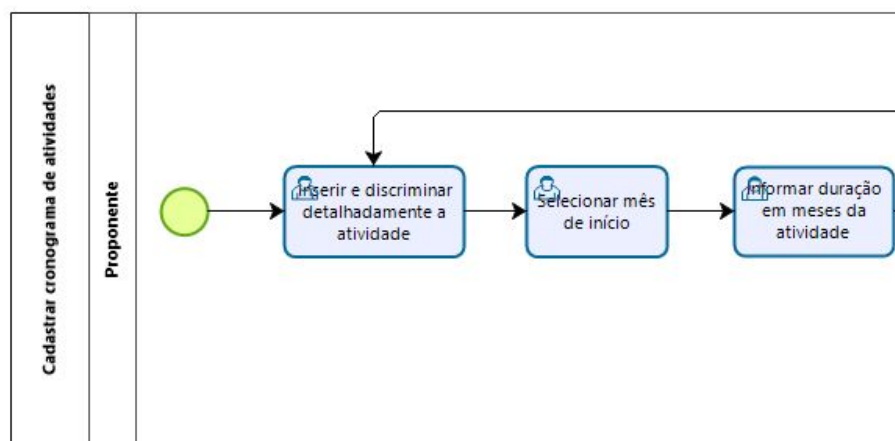 Cadastrar cronograma de atividades
Proponente
Inserir e discriminar
detalhadamente a
atividade
Selecionar mês
de início
Informar duração
em meses da
atividade